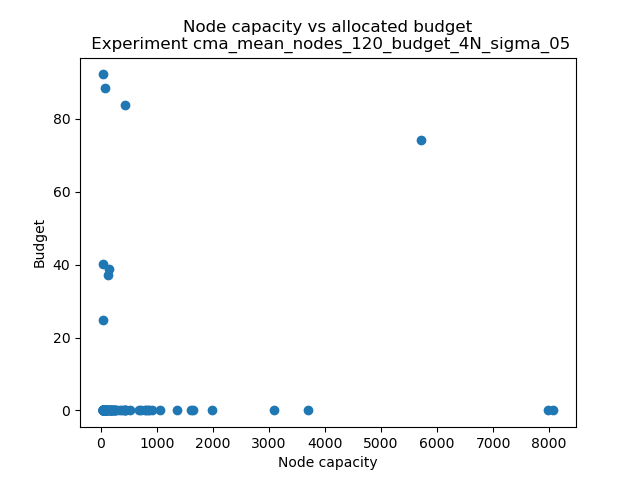 Node capacity vs allocated budget
Experiment cma_mean_nodes_120_budget_4N_sigma_05
80
60
40
20
0
Budget
0 1000 2000 3000 4000 5000 6000 7000 8000
Node capacity